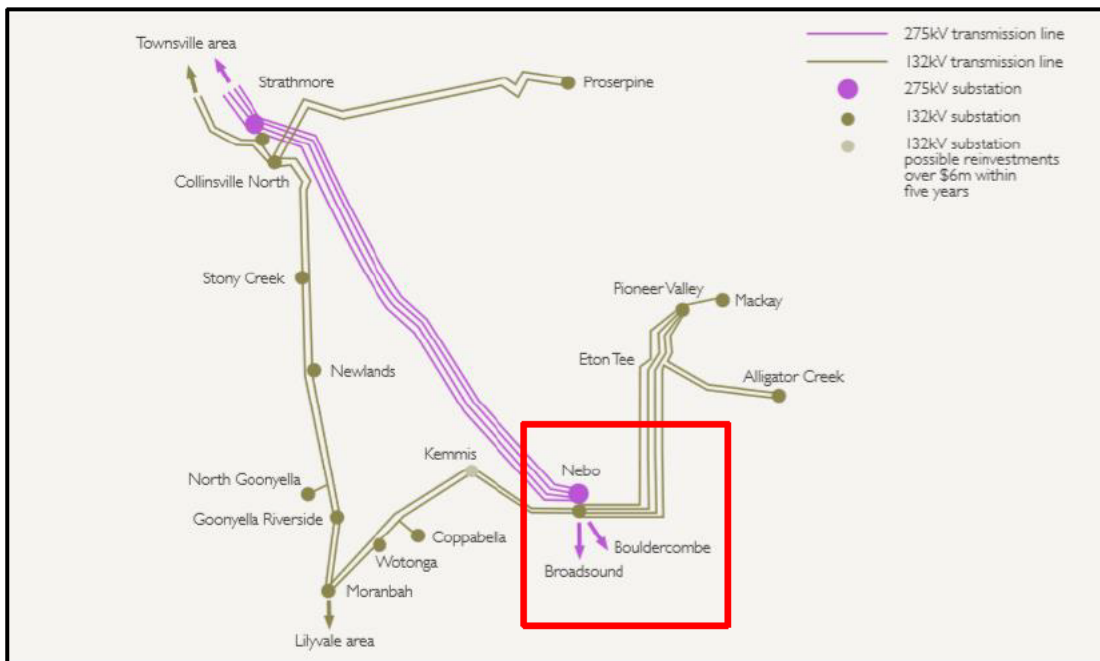 Townsville area
Strathmore
Proserpine
275kV transmission line
132kV transmission line
275kV substation
132kV substation
132kV substation
possible reinvestments
over $6m within
five years
Collinsville North
Stony Creek
Newlands
Pioneer Valley
Mackay
Eton Tee
Alligator Creek
Kemmis
Nebo
North Goonyella
Goonyella Riverside
Coppabella
Wotonga
Bouldercombe
Broadsound
Moranbah
Lilyvale area